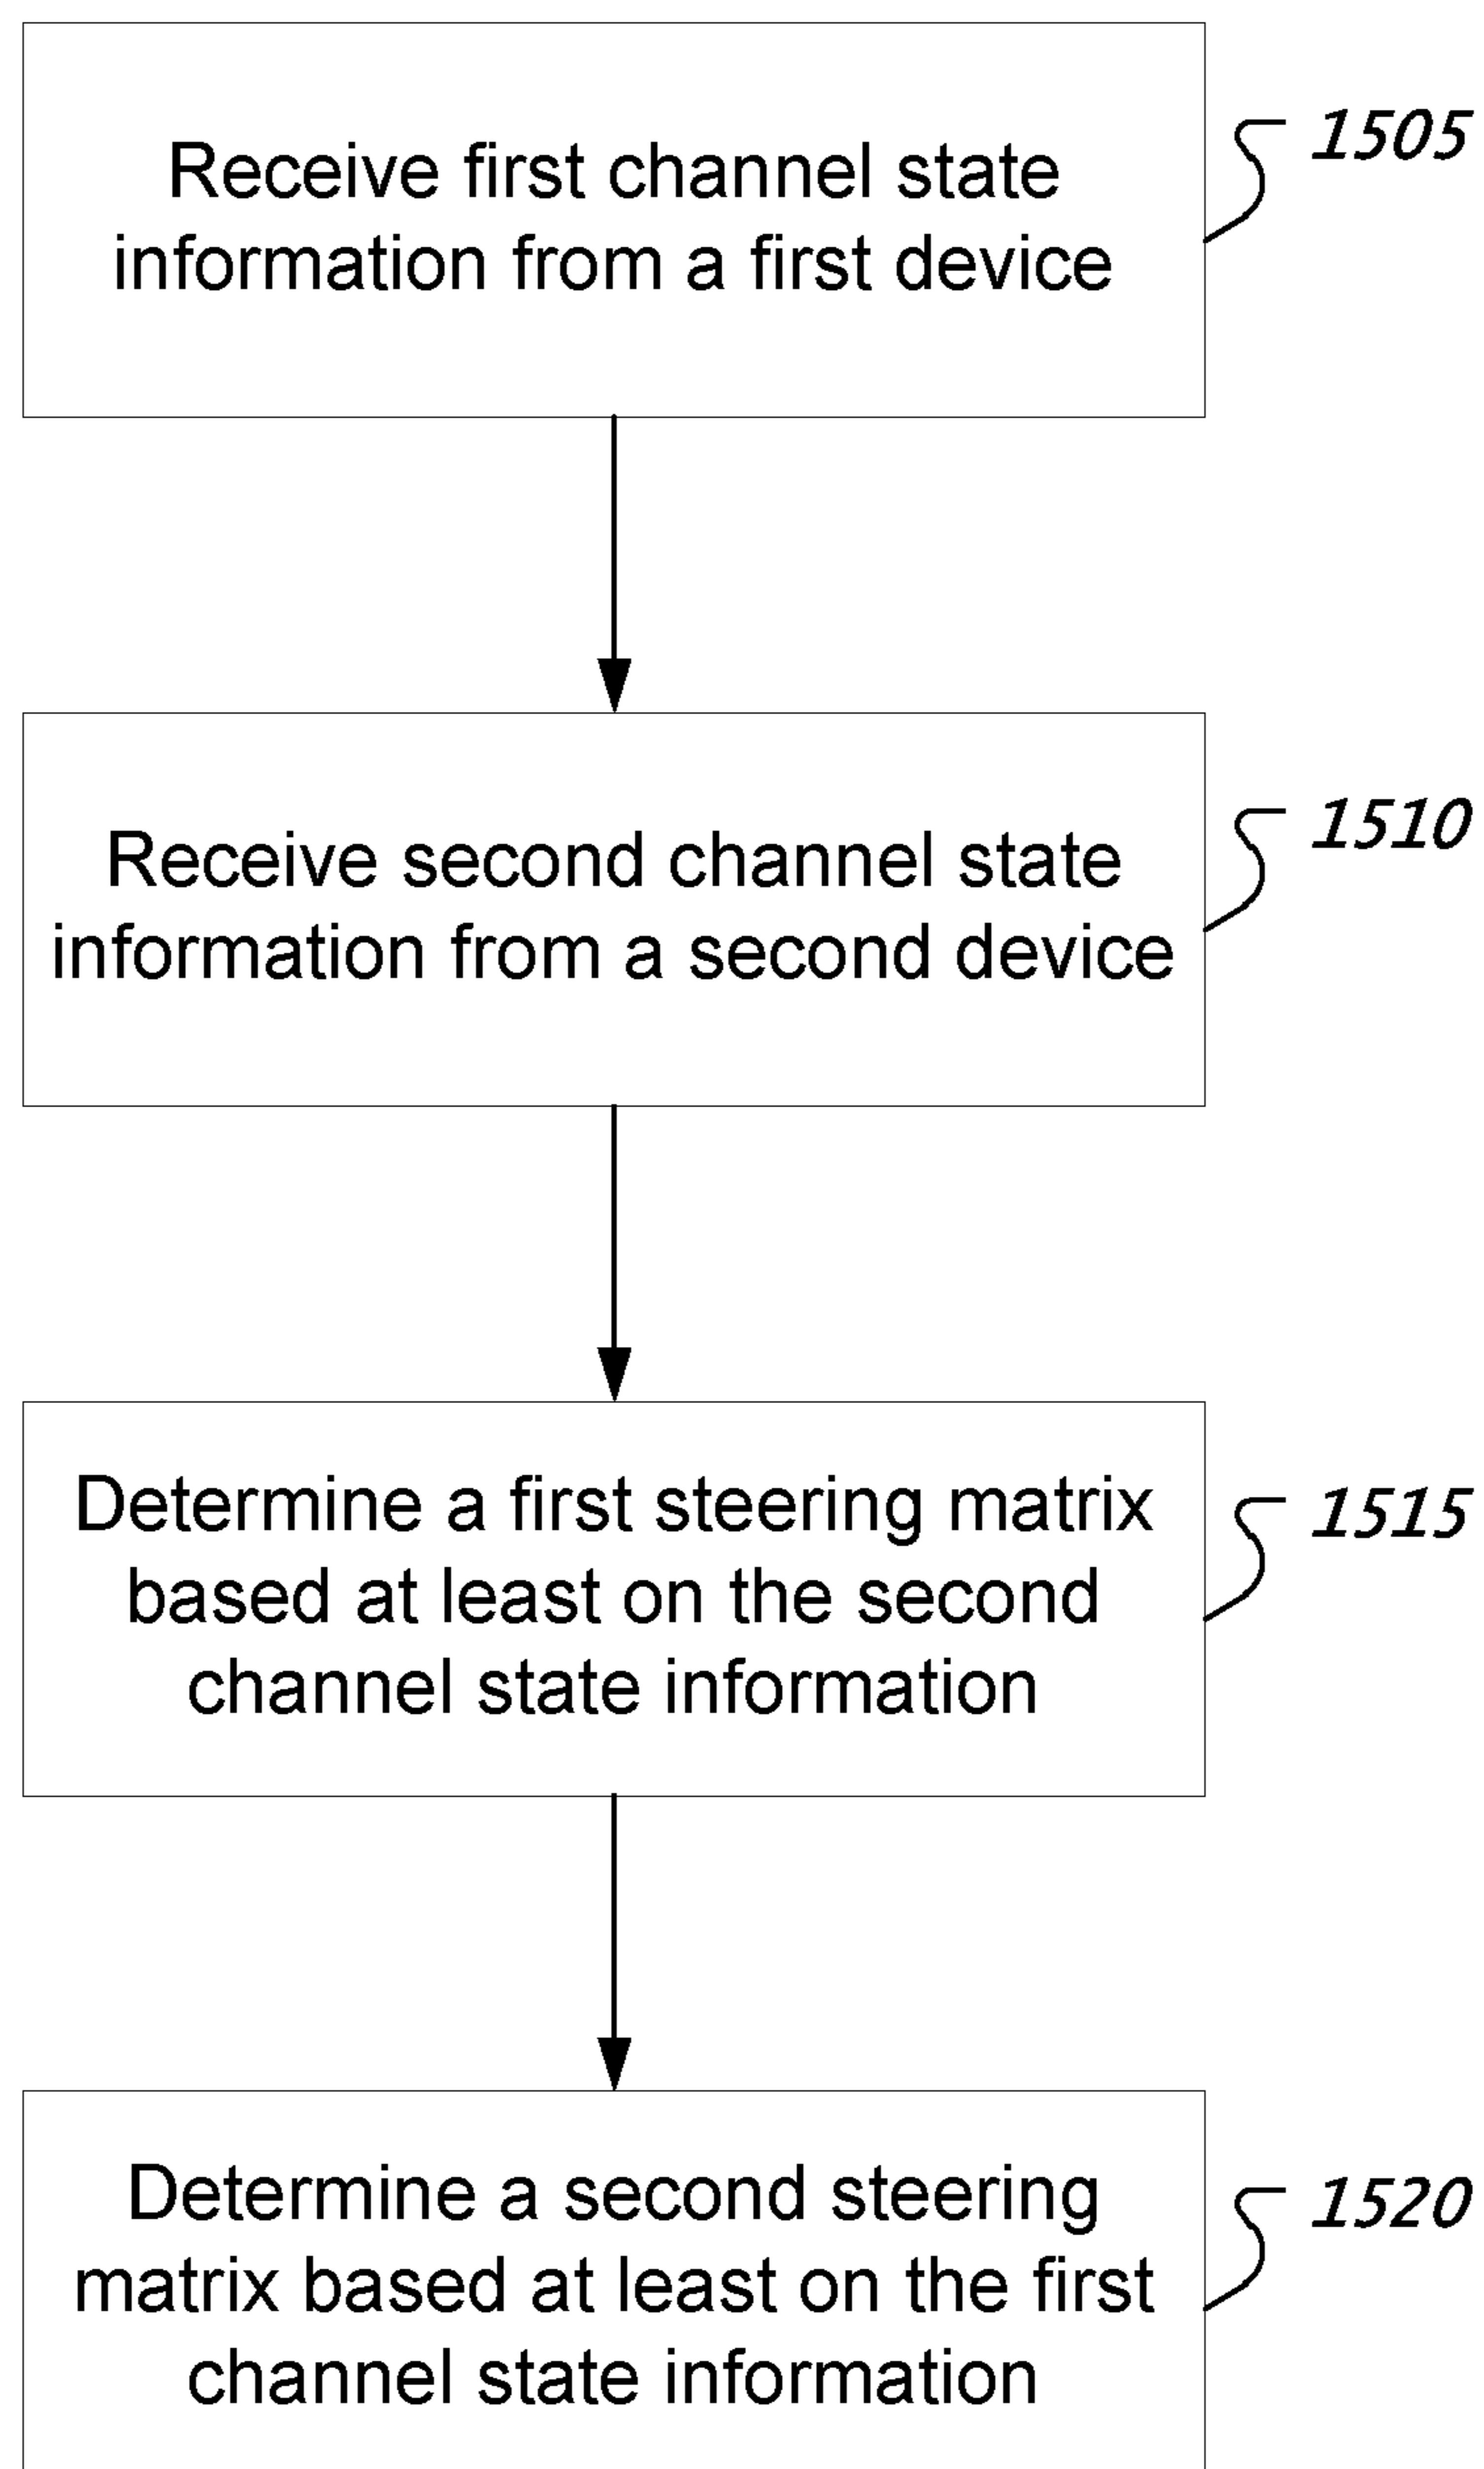 Receive first channel state
information from a first device
1505
Receive second channel state
information from a second device
1510
Determine a first steering matrix
based at least on the second
channel state information
1515
Determine a second steering
matrix based at least on the first
channel state information
1520